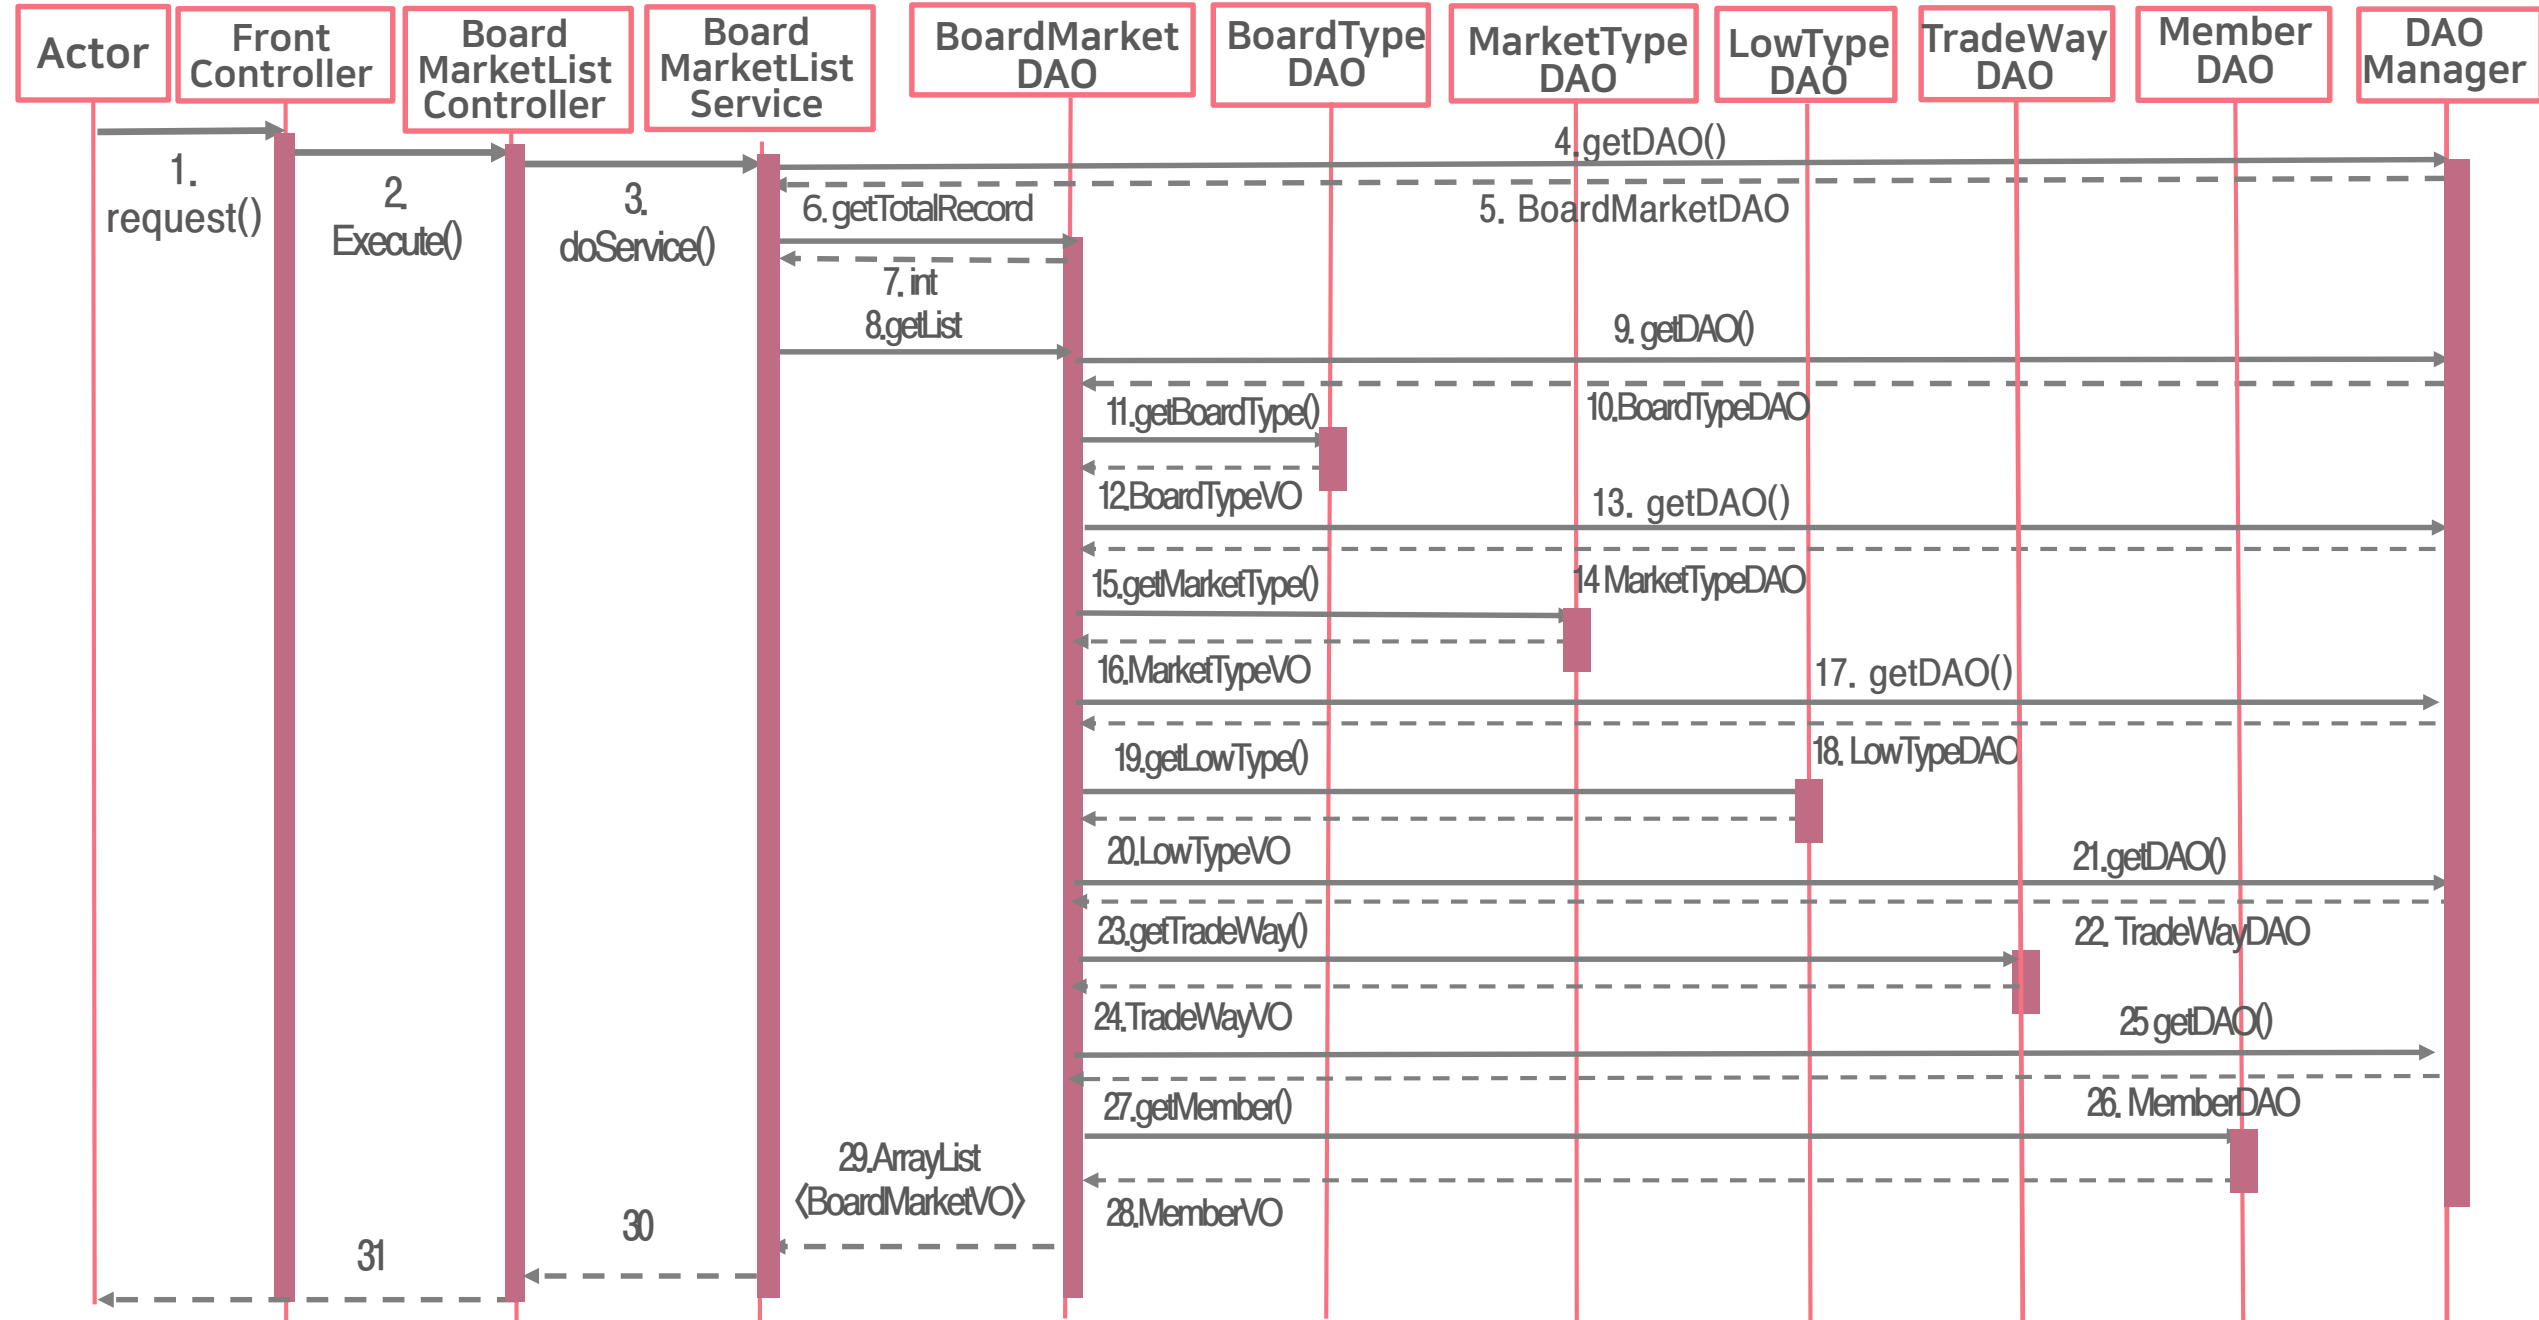 Actor
Front
Controller
Board
MarketList
Controller
Board
MarketList
Service
BoardMarket
DAO
BoardType
DAO
MarketType
DAO
LowType
DAO
TradeWay
DAO
Member
DAO
DAO
Manager
1.
request()
2.
Execute()
3.
doService()
4.getDAO()
5. BoardMarketDAO
6.getTotalRecord
7. int
8.getList
9. getDAO()
10.BoardTypeDAO
11.getBoardType()
12.BoardTypeVO
13. getDAO()
14 MarketTypeDAO
15.getMarketType()
16.MarketTypeVO
17. getDAO()
18. LowTypeDAO
19.getLowType()
20.LowTypeVO
21.getDAO()
22. TradeWayDAO
23.getTradeWay()
24.TradeWayVO
25 getDAO()
26. MemberDAO
27.getMember()
28.MemberVO
29.ArrayList
〈BoardMarketVO〉
30
31